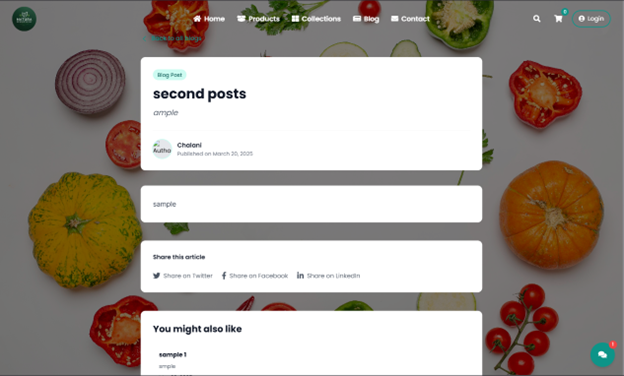 Home
Products
Collections
Blog
Contact
0
Login
Blog Post
second posts
ample
Autho
Chalani
Published on March 20, 2025
sample
Share this article
Share on Twitter
Share on Facebook
Share on LinkedIn
You might also like
sample 1
ample
1